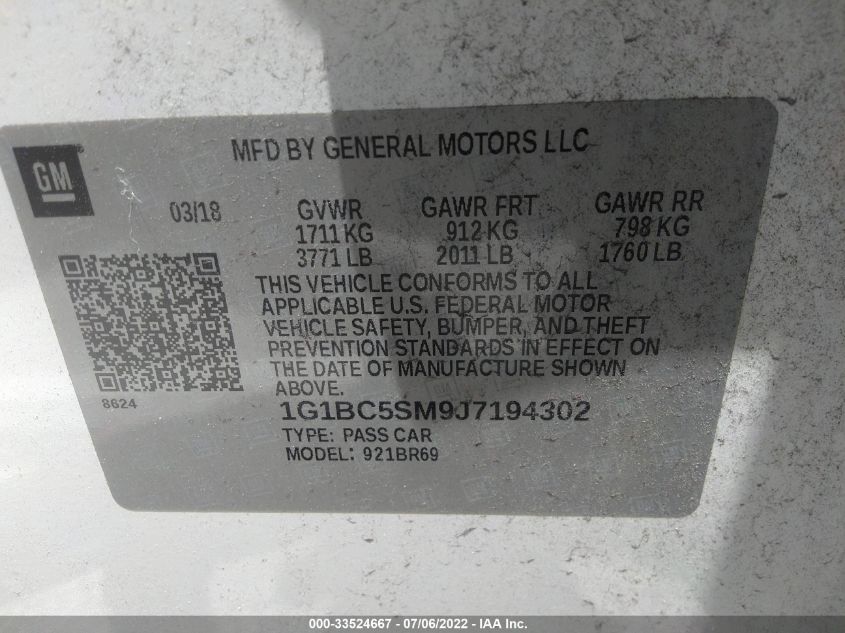 MFD BY GENERAL MOTORS LLC
GM
03/18
GVWR
1711 KG
3771 LB
GAWR FRT
912 KG
2011 LB
GAWR RR
798 KG
1760 LB
THIS VEHICLE CONFORMS TO ALL
APPLICABLE U.S. FEDERAL MOTOR
VEHICLE SAFETY, BUMPER, AND THEFT
PREVENTION STANDARDS IN EFFECT ON
THE DATE OF MANUFACTURE SHOWN
ABOVE.
8624
1G1BC5SM9J7194302
TYPE: PASS CAR
MODEL: 921BR69
000-33524667 - 07/06/2022 - IAA Inc.